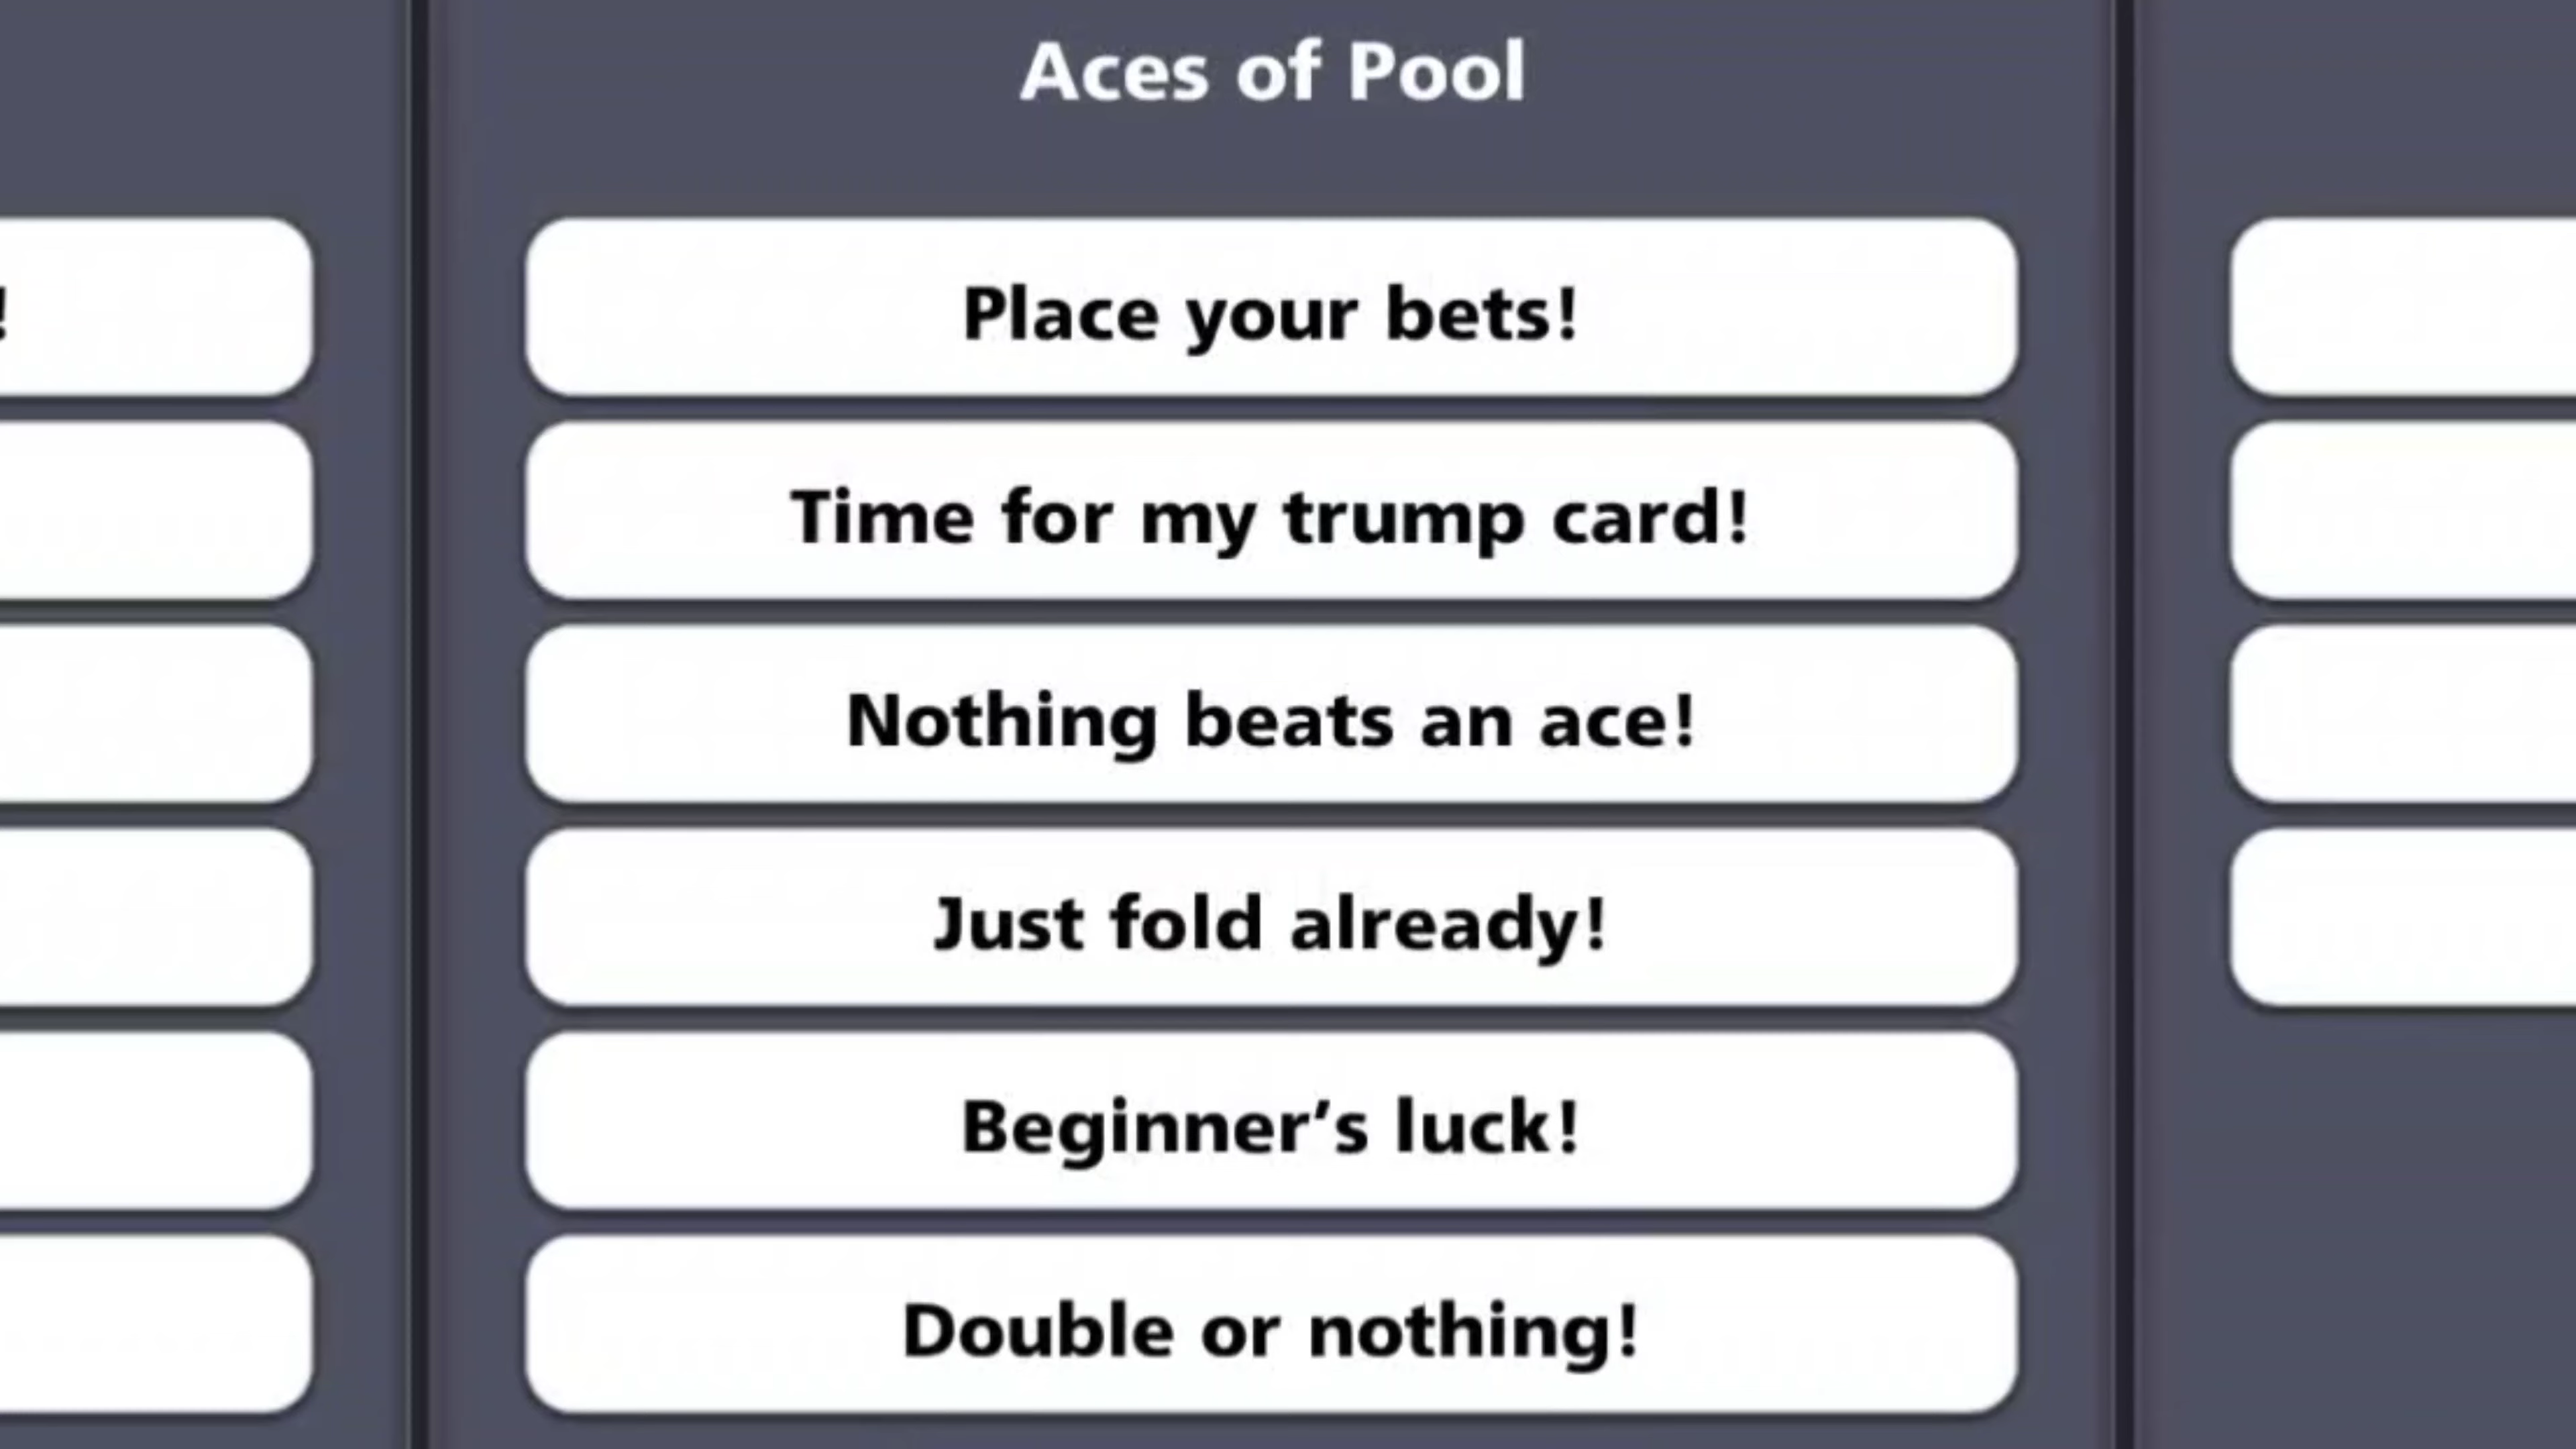 Aces of Pool
!
Place your bets!
Time for my trump card!
Nothing beats an ace!
Just fold already!
Beginner’s luck!
Double or nothing!